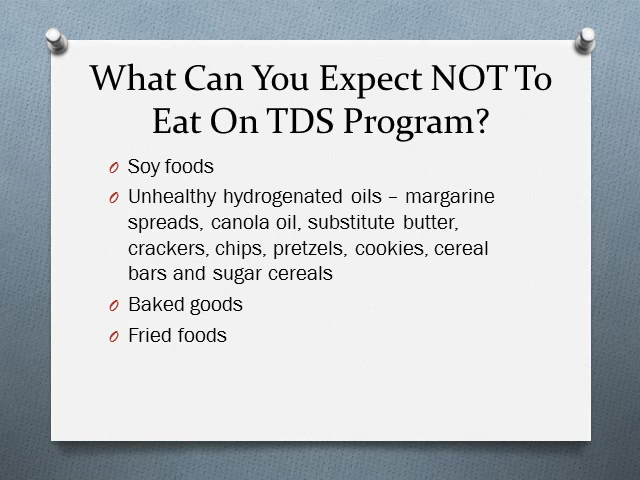 What Can You Expect NOT To
Eat On TDS Program?
Soy foods
Unhealthy hydrogenated oils – margarine
spreads, canola oil, substitute butter,
crackers, chips, pretzels, cookies, cereal
bars and sugar cereals
Baked goods
Fried foods